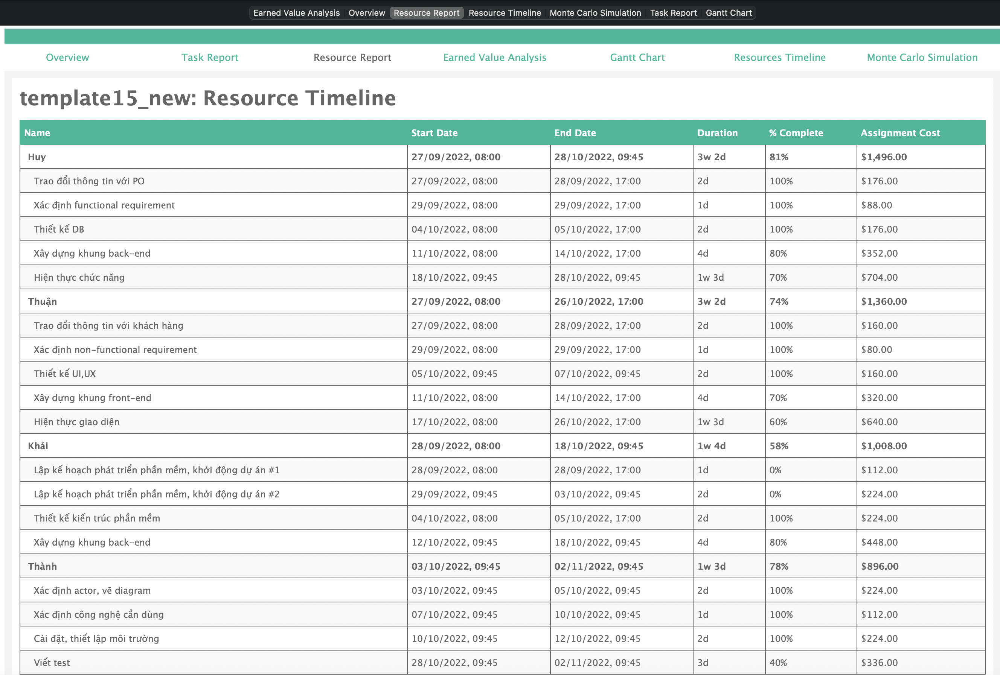 Earned Value Analysis Overview Resource Report Resource Timeline Monte Carlo Simulation Task Report Gantt Chart
Overview Task Report Resource Report Earned Value Analysis Gantt Chart Resources Timeline Monte Carlo Simulation
template15_new: Resource Timeline
Name Start Date End Date Duration % Complete Assignment Cost
Huy 27/09/2022, 08:00 28/10/2022, 09:45 3w 2d 81% $1,496.00
Trao đổi thông tin với PO 27/09/2022, 08:00 28/09/2022, 17:00 2d 100% $176.00
Xác định functional requirement 29/09/2022, 08:00 29/09/2022, 17:00 1d 100% $88.00
Thiết kế DB 04/10/2022, 08:00 05/10/2022, 17:00 2d 100% $176.00
Xây dựng khung back-end 11/10/2022, 08:00 14/10/2022, 17:00 4d 80% $352.00
Hiện thực chức năng 18/10/2022, 09:45 28/10/2022, 09:45 1w 3d 70% $704.00
Thuận 27/09/2022, 08:00 26/10/2022, 17:00 3w 2d 74% $1,360.00
Trao đổi thông tin với khách hàng 27/09/2022, 08:00 28/09/2022, 17:00 2d 100% $160.00
Xác định non-functional requirement 29/09/2022, 08:00 29/09/2022, 17:00 1d 100% $80.00
Thiết kế UI,UX 05/10/2022, 09:45 07/10/2022, 09:45 2d 100% $160.00
Xây dựng khung front-end 11/10/2022, 08:00 14/10/2022, 17:00 4d 70% $320.00
Hiện thực giao diện 17/10/2022, 08:00 26/10/2022, 17:00 1w 3d 60% $640.00
Khải 28/09/2022, 08:00 18/10/2022, 09:45 1w 4d 58% $1,008.00
Lập kế hoạch phát triển phần mềm, khởi động dự án #1 28/09/2022, 08:00 28/09/2022, 17:00 1d 0% $112.00
Lập kế hoạch phát triển phần mềm, khởi động dự án #2 29/09/2022, 09:45 03/10/2022, 09:45 2d 0% $224.00
Thiết kế kiến trúc phần mềm 04/10/2022, 08:00 05/10/2022, 17:00 2d 100% $224.00
Xây dựng khung back-end 12/10/2022, 09:45 18/10/2022, 09:45 4d 80% $448.00
Thành 03/10/2022, 09:45 02/11/2022, 09:45 1w 3d 78% $896.00
Xác định actor, vẽ diagram 03/10/2022, 09:45 05/10/2022, 09:45 2d 100% $224.00
Xác định công nghệ cần dùng 07/10/2022, 09:45 10/10/2022, 09:45 1d 100% $112.00
Cài đặt, thiết lập môi trường 10/10/2022, 09:45 12/10/2022, 09:45 2d 100% $224.00
Viết test 28/10/2022, 09:45 02/11/2022, 09:45 3d 40% $336.00